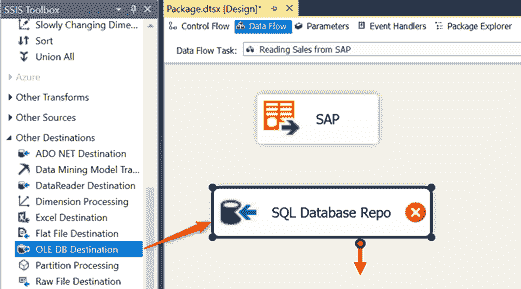 SSIS Toolbox
Slowly Changing Dime...
Sort
Union All
Azure
Other Transforms
Other Sources
Other Destinations
ADO NET Destination
Data Mining Model Tra...
DataReader Destination
Dimension Processing
Excel Destination
Flat File Destination
OLE DB Destination
Partition Processing
Raw File Destination
Package.dtsx [Design]*
Control Flow
Data Flow
Parameters
Event Handlers
Package Explorer
Data Flow Task:
Reading Sales from SAP
SAP
SQL Database Repo